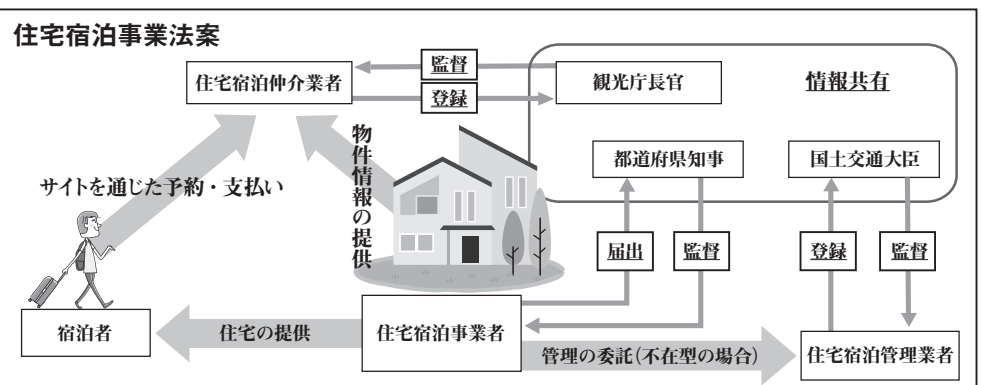 住宅宿泊事業法案
監督
住宅宿泊仲介業者
観光庁長官
情報共有
登録
物件情報の提供
都道府県知事
国土交通大臣
サイトを通じた予約・支払い
届出
監督
登録
監督
宿泊者
住宅の提供
住宅宿泊事業者
管理の委託(不在型の場合)
住宅宿泊管理業者